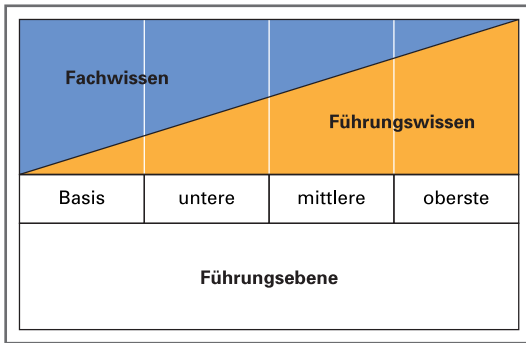 Fachwissen
Führungswissen
Basis untere mittlere oberste
Führungsebene